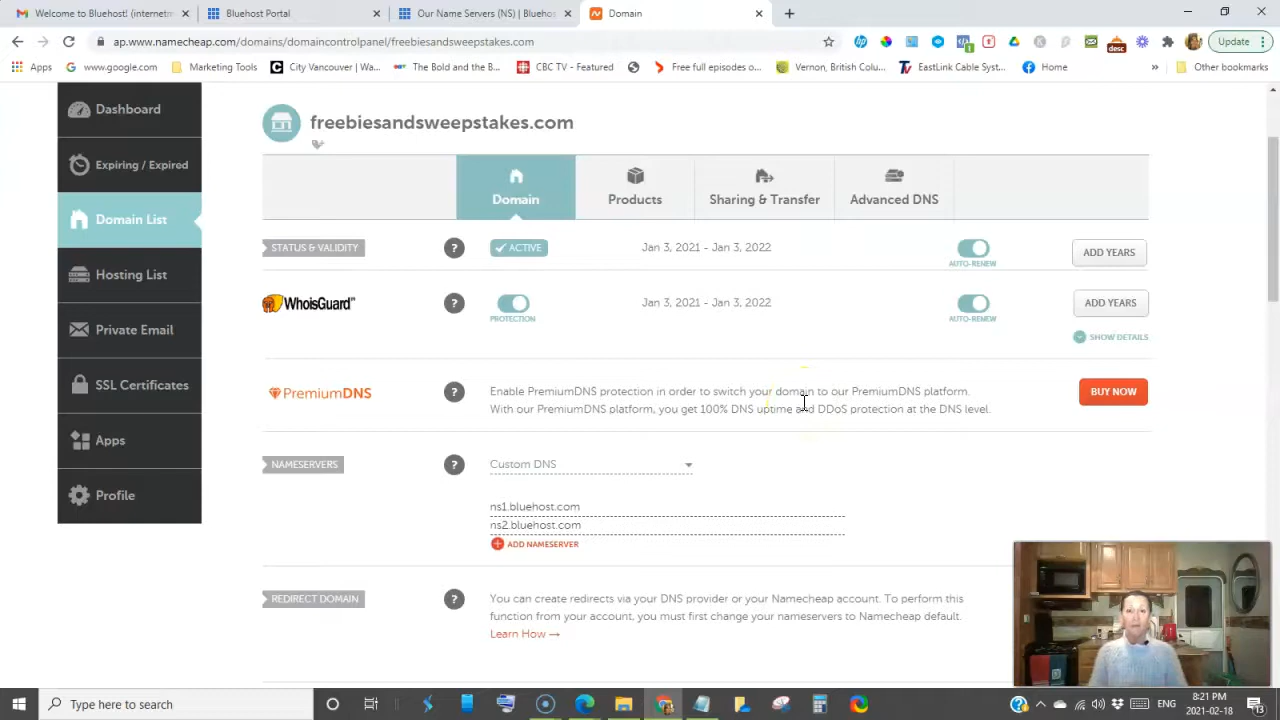 Welcome to Bluehost (internetm
Bluehost Portal
Our Name Servers (NS) | Bluehos
Domain
ap.www.namecheap.com/domains/domaincontrolpanel/freebiesandsweepstakes.com
Update
Apps
www.google.com
Marketing Tools
City Vancouver | Wa...
The Bold and the B...
CBC TV - Featured
Free full episodes o...
Vernon, British Colu...
EastLink Cable Syst...
Home
Other bookmarks
Dashboard
Expiring / Expired
Domain List
Hosting List
Private Email
SSL Certificates
Apps
Profile
freebiesandsweepstakes.com
Domain
Products
Sharing & Transfer
Advanced DNS
STATUS & VALIDITY
?
ACTIVE
Jan 3, 2021 - Jan 3, 2022
AUTO-RENEW
ADD YEARS
WhoisGuard
?
PROTECTION
Jan 3, 2021 - Jan 3, 2022
AUTO-RENEW
ADD YEARS
SHOW DETAILS
PremiumDNS
?
Enable PremiumDNS protection in order to switch your domain to our PremiumDNS platform.
With our PremiumDNS platform, you get 100% DNS uptime and DDoS protection at the DNS level.
BUY NOW
NAMESERVERS
?
Custom DNS
ns1.bluehost.com
ns2.bluehost.com
ADD NAMESERVER
REDIRECT DOMAIN
?
You can create redirects via your DNS provider or your Namecheap account. To perform this
function from your account, you must first change your nameservers to Namecheap default.
Learn How →
Type here to search
ENG
8:21 PM
2021-02-18